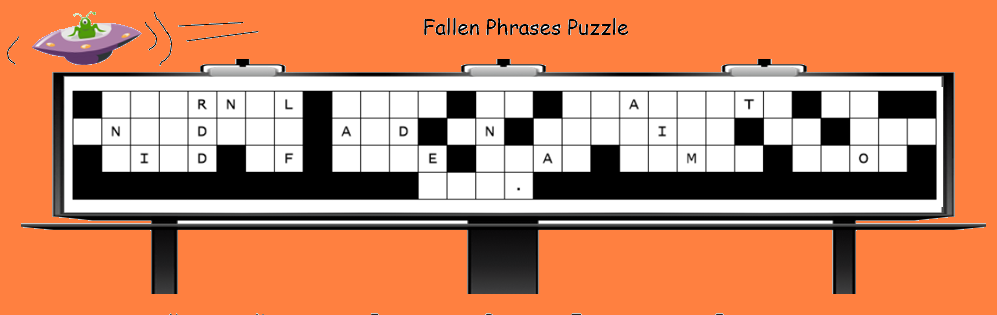 Fallen Phrases Puzzle
R N L A T
N D A D N I
I D F E A M O
.